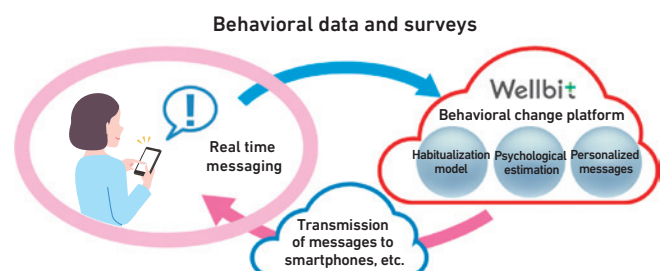 Behavioral data and surveys
!
Real time
messaging
Wellbit
Behavioral change platform
Habitualization
model
Psychological
estimation
Personalized
messages
Transmission
of messages to
smartphones, etc.